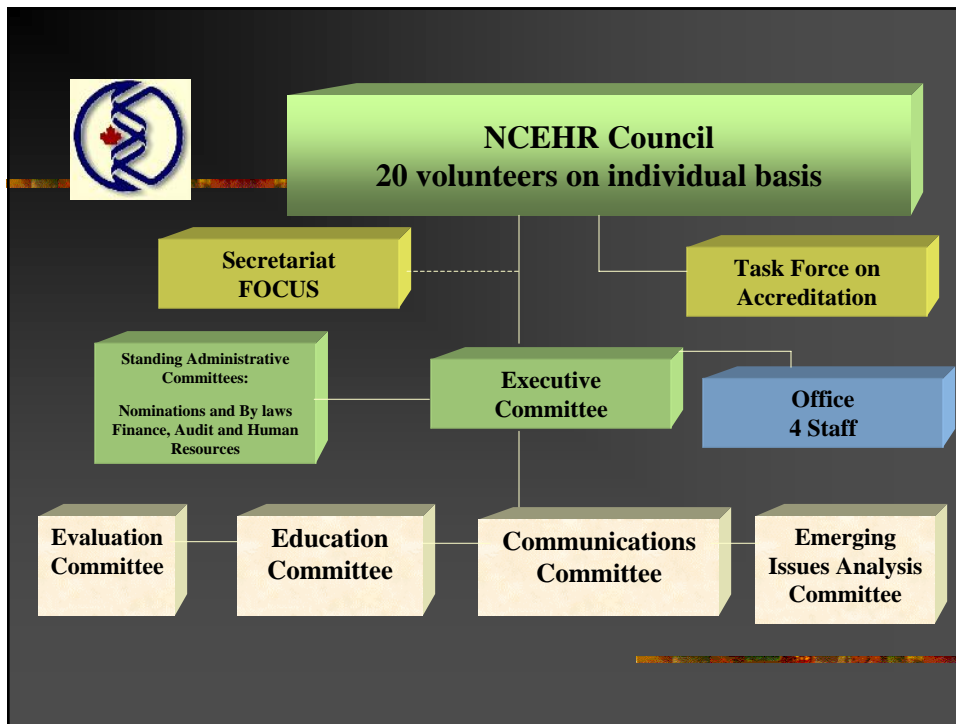 NCEHR Council
20 volunteers on individual basis
Secretariat
FOCUS
Task Force on
Accreditation
Standing Administrative
Committees:
Nominations and By laws
Finance, Audit and Human
Resources
Executive
Committee
Office
4 Staff
Evaluation
Committee
Education
Committee
Communications
Committee
Emerging
Issues Analysis
Committee